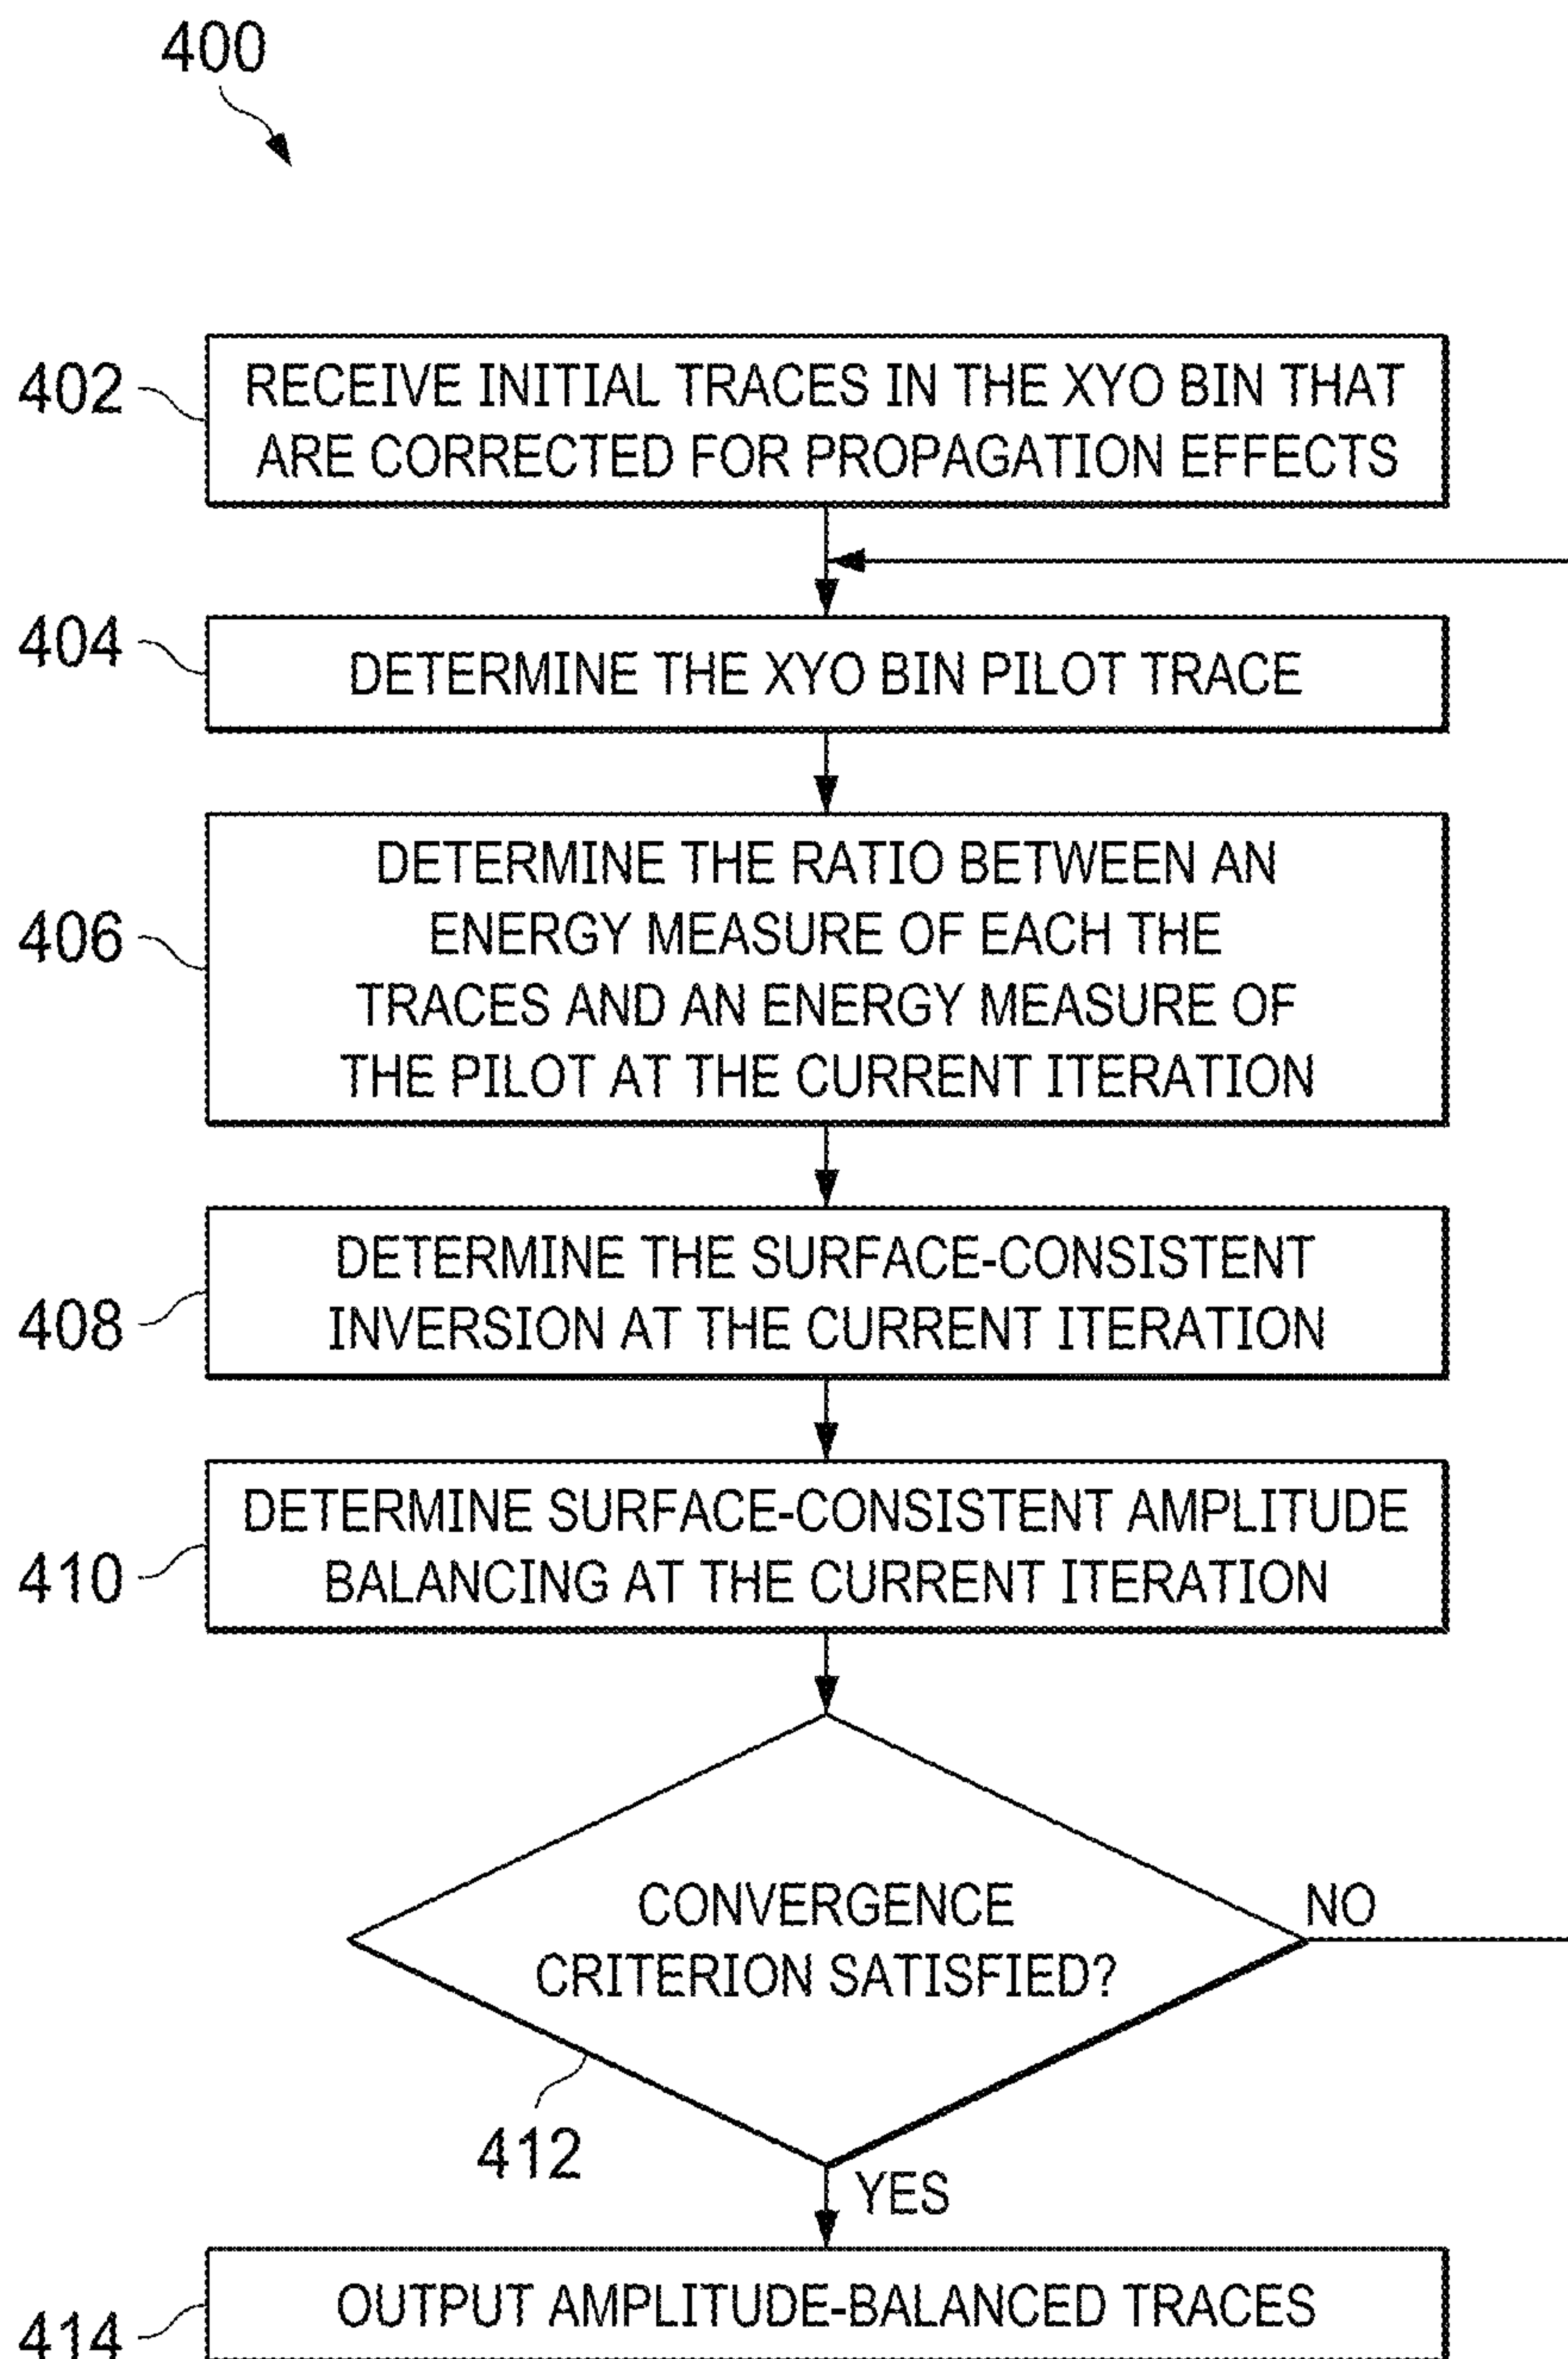 400
402
RECEIVE INITIAL TRACES IN THE XYO BIN THAT
ARE CORRECTED FOR PROPAGATION EFFECTS
404
DETERMINE THE XYO BIN PILOT TRACE
406
DETERMINE THE RATIO BETWEEN AN
ENERGY MEASURE OF EACH THE
TRACES AND AN ENERGY MEASURE OF
THE PILOT AT THE CURRENT ITERATION
408
DETERMINE THE SURFACE-CONSISTENT
INVERSION AT THE CURRENT ITERATION
410
DETERMINE SURFACE-CONSISTENT AMPLITUDE
BALANCING AT THE CURRENT ITERATION
CONVERGENCE
CRITERION SATISFIED?
NO
412
YES
414
OUTPUT AMPLITUDE-BALANCED TRACES